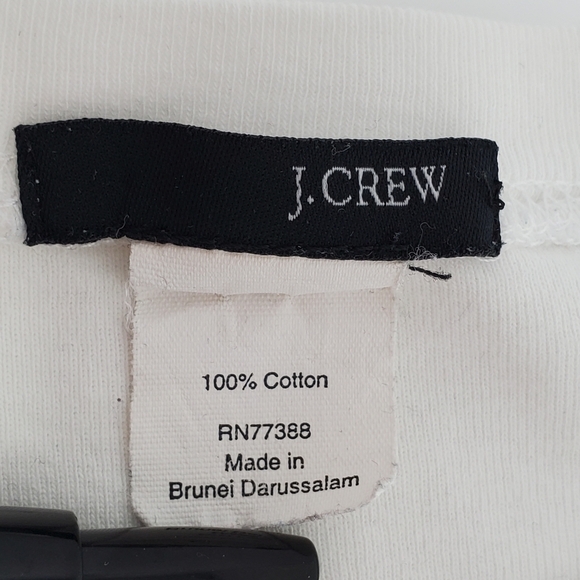 J.CREW
100% Cotton
RN77388
Made in
Brunei Darussalam